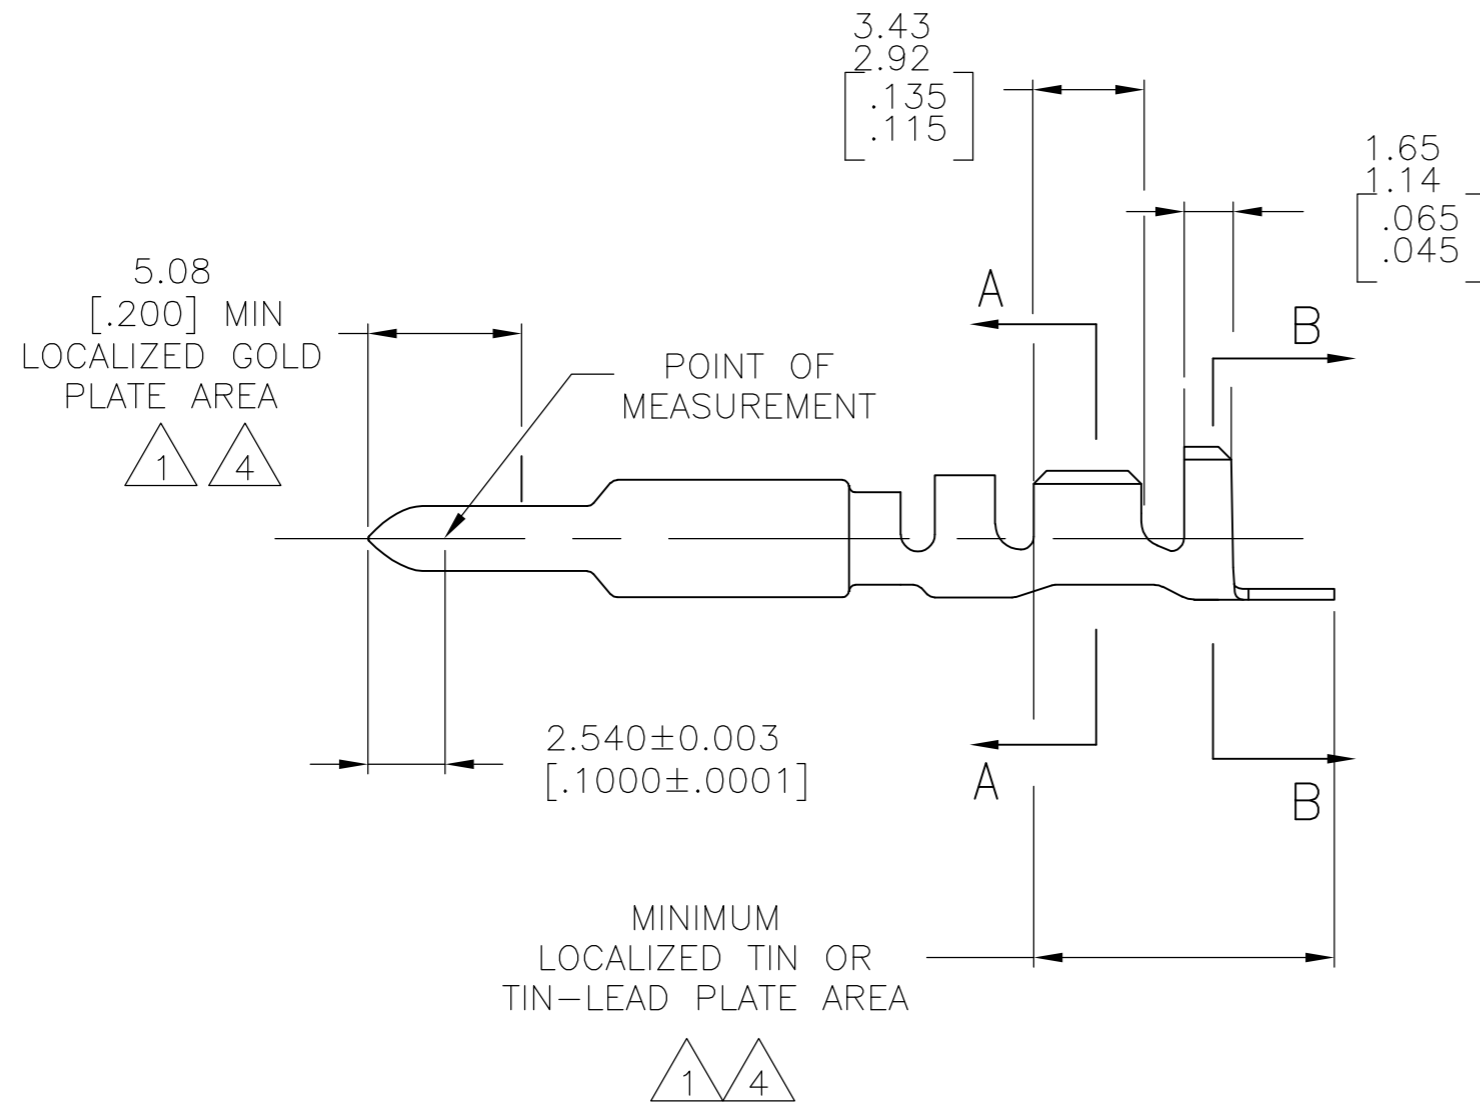 3.43
2.92
[.135
.115]
1.65
1.14
[.065
.045]
5.08
[.200] MIN
LOCALIZED GOLD
PLATE AREA
1 4
POINT OF
MEASUREMENT
A
B
2.540±0.003
[.1000±.0001]
A
B
MINIMUM
LOCALIZED TIN OR
TIN-LEAD PLATE AREA
1 4